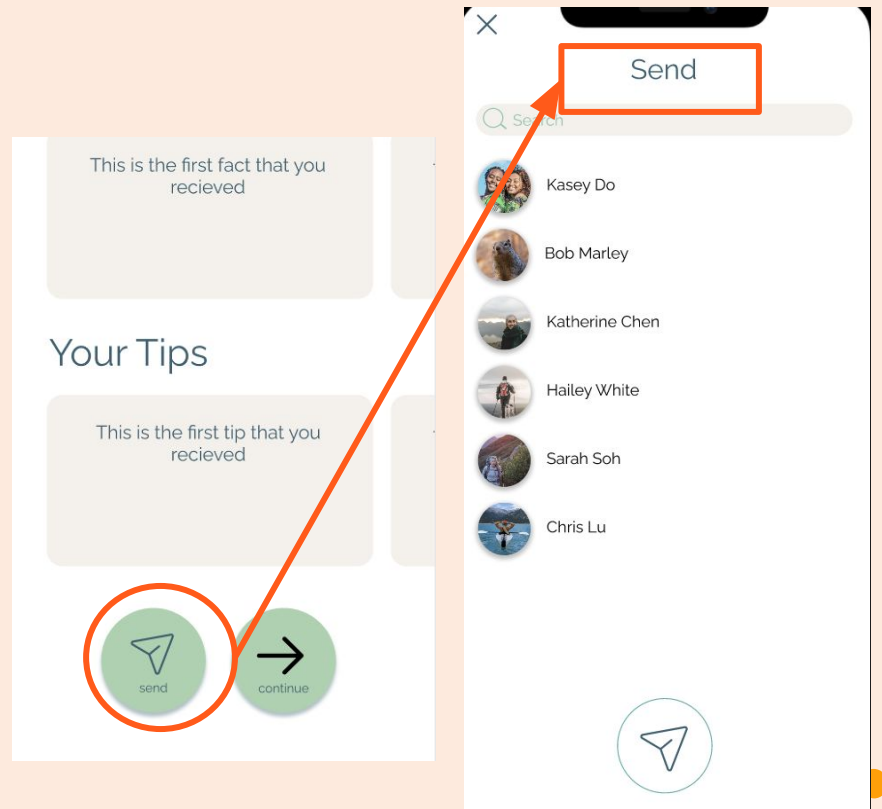 This is the first fact that you
recieved
Your Tips
This is the first tip that you
recieved
send
continue
Send
Search
Kasey Do
Bob Marley
Katherine Chen
Hailey White
Sarah Soh
Chris Lu